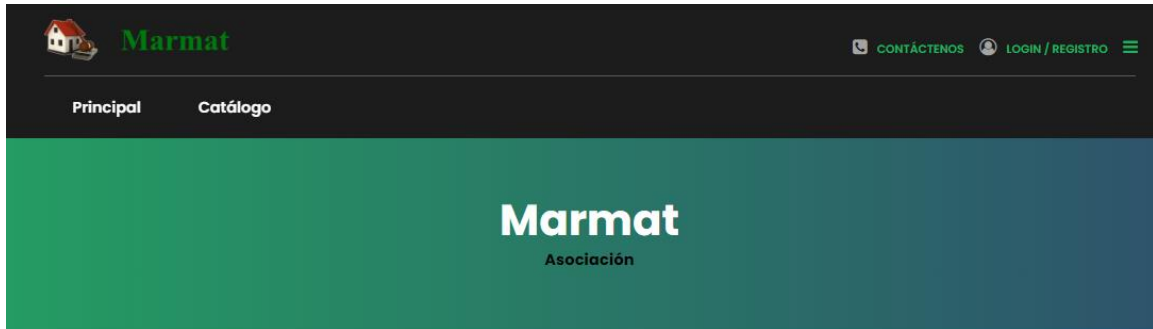 Marmat
CONTÁCTENOS LOGIN / REGISTRO
Principal Catálogo
Marmat
Asociación